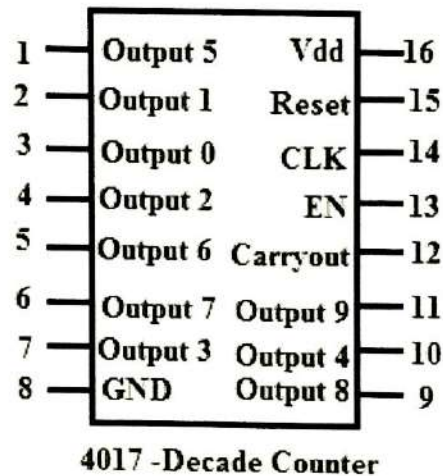 1 Output 5 Vdd 16
2 Output 1 Reset 15
3 Output 0 CLK 14
4 Output 2 EN 13
5 Output 6 Carryout 12
6 Output 7 Output 9 11
7 Output 3 Output 4 10
8 GND Output 8 9
4017 -Decade Counter